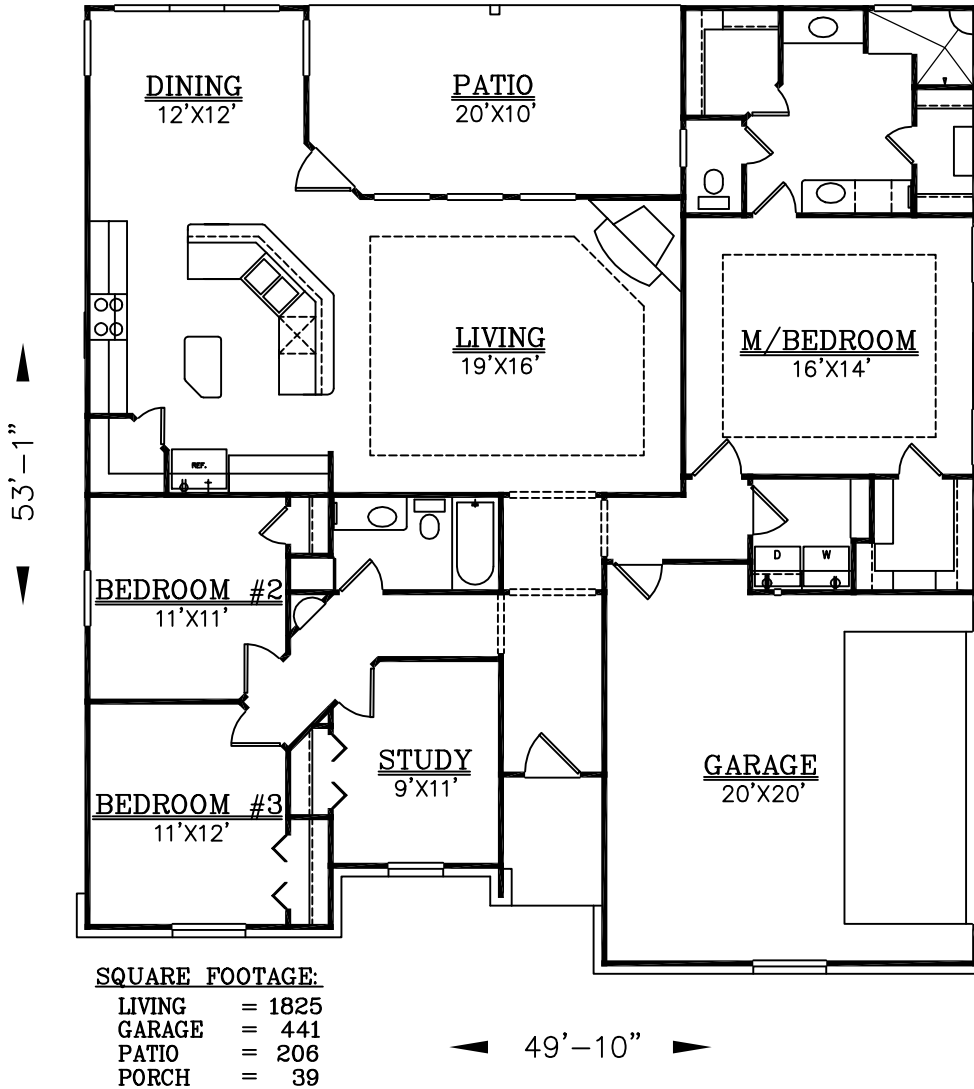 DINING
12'X12'
PATIO
20'X10'
LIVING
19'X16'
M/BEDROOM
16'X14'
53'-1"
REF.
D W
BEDROOM #2
11'X11'
STUDY
9'X11'
GARAGE
20'X20'
BEDROOM #3
11'X12'
SQUARE FOOTAGE:
LIVING = 1825
GARAGE = 441
PATIO = 206
PORCH = 39
49'-10"